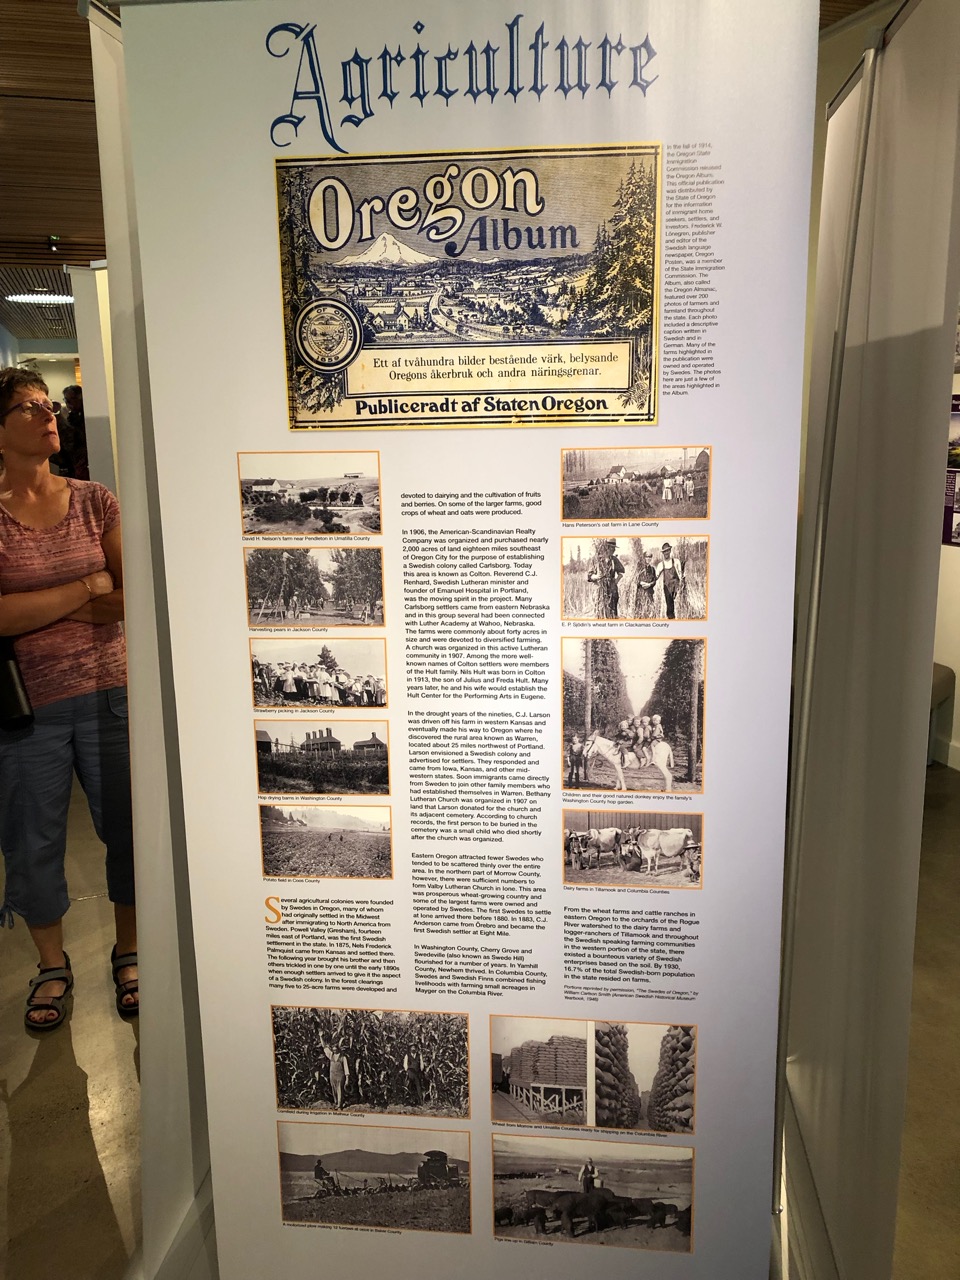 Agriculture
Oregon
Album
Ett af tvåhundra bilder bestående värk, belysande
Oregons åkerbruk och andra näringsgrenar.
Publiceradt af Staten Oregon
In the fall of 1914,
the Oregon State
Immigration
Commission released
the Oregon Album.
This official publication
was distributed by
the State of Oregon
for the information
of immigrant home
seekers, settlers, and
investors. Frederick W.
Lönegren, publisher
and editor of the
Swedish language
newspaper, Oregon
Posten, was a member
of the State Immigration
Commission. The
Album, also called
the Oregon Almanac,
featured over 200
photos of farmers and
farmland throughout
the state. Each photo
included a descriptive
caption written in
Swedish and in
German. Many of the
farms highlighted in
the publication were
owned and operated
by Swedes. The photos
here are just a few of
the areas highlighted in
the Album.
David H. Nelson's farm near Pendleton in Umatilla County
Harvesting pears in Jackson County
Strawberry picking in Jackson County
Hop drying barns in Washington County
Potato field in Coos County
Several agricultural colonies were founded
by Swedes in Oregon, many of whom
had originally settled in the Midwest
after immigrating to North America from
Sweden. Powell Valley (Gresham), fourteen
miles east of Portland, was the first Swedish
settlement in the state. In 1875, Nels Frederick
Palmquist came from Kansas and settled there.
The following year brought his brother and then
others trickled in one by one until the early 1890s
when enough settlers arrived to give it the aspect
of a Swedish colony. In the forest clearings
many five to 25-acre farms were developed and
devoted to dairying and the cultivation of fruits
and berries. On some of the larger farms, good
crops of wheat and oats were produced.
In 1906, the American-Scandinavian Realty
Company was organized and purchased nearly
2,000 acres of land eighteen miles southeast
of Oregon City for the purpose of establishing
a Swedish colony called Carlsborg. Today
this area is known as Colton. Reverend C.J.
Renhard, Swedish Lutheran minister and
founder of Emanuel Hospital in Portland,
was the moving spirit in the project. Many
Carlsborg settlers came from eastern Nebraska
and in this group several had been connected
with Luther Academy at Wahoo, Nebraska.
The farms were commonly about forty acres in
size and were devoted to diversified farming.
A church was organized in this active Lutheran
community in 1907. Among the more well-
known names of Colton settlers were members
of the Hult family. Nils Hult was born in Colton
in 1913, the son of Julius and Freda Hult. Many
years later, he and his wife would establish the
Hult Center for the Performing Arts in Eugene.
In the drought years of the nineties, C.J. Larson
was driven off his farm in western Kansas and
eventually made his way to Oregon where he
discovered the rural area known as Warren,
located about 25 miles northwest of Portland.
Larson envisioned a Swedish colony and
advertised for settlers. They responded and
came from Iowa, Kansas, and other mid-
western states. Soon immigrants came directly
from Sweden to join other family members who
had established themselves in Warren. Bethany
Lutheran Church was organized in 1907 on
land that Larson donated for the church and
its adjacent cemetery. According to church
records, the first person to be buried in the
cemetery was a small child who died shortly
after the church was organized.
Eastern Oregon attracted fewer Swedes who
tended to be scattered thinly over the entire
area. In the northern part of Morrow County,
however, there were sufficient numbers to
form Valby Lutheran Church in Ione. This area
was prosperous wheat-growing country and
some of the largest farms were owned and
operated by Swedes. The first Swedes to settle
at Ione arrived there before 1880. In 1883, C.J.
Anderson came from Örebro and became the
first Swedish settler at Eight Mile.
In Washington County, Cherry Grove and
Swedeville (also known as Swede Hill)
flourished for a number of years. In Yamhill
County, Newhem thrived. In Columbia County,
Swedes and Swedish Finns combined fishing
livelihoods with farming small acreages in
Mayger on the Columbia River.
Hans Peterson's oat farm in Lane County
E. P. Sjödin's wheat farm in Clackamas County
Children and their good natured donkey enjoy the family's
Washington County hop garden
Dairy farms in Tillamook and Columbia Counties
From the wheat farms and cattle ranches in
eastern Oregon to the orchards of the Rogue
River watershed to the dairy farms and
logger-ranchers of Tillamook and throughout
the Swedish speaking farming communities
in the western portion of the state, there
existed a bounteous variety of Swedish
enterprises based on the soil. By 1930,
16.7% of the total Swedish-born population
in the state resided on farms.
Portions reprinted by permission, "The Swedes of Oregon," by
William Carlson Smith (American Swedish Historical Museum
Yearbook, 1946)
Cornfield during irrigation in Malheur County
Wheat from Morrow and Umatilla Counties ready for shipping on the Columbia River
A motorized plow making 10 furrows at once in Baker County
Pigs line up in Gilliam County